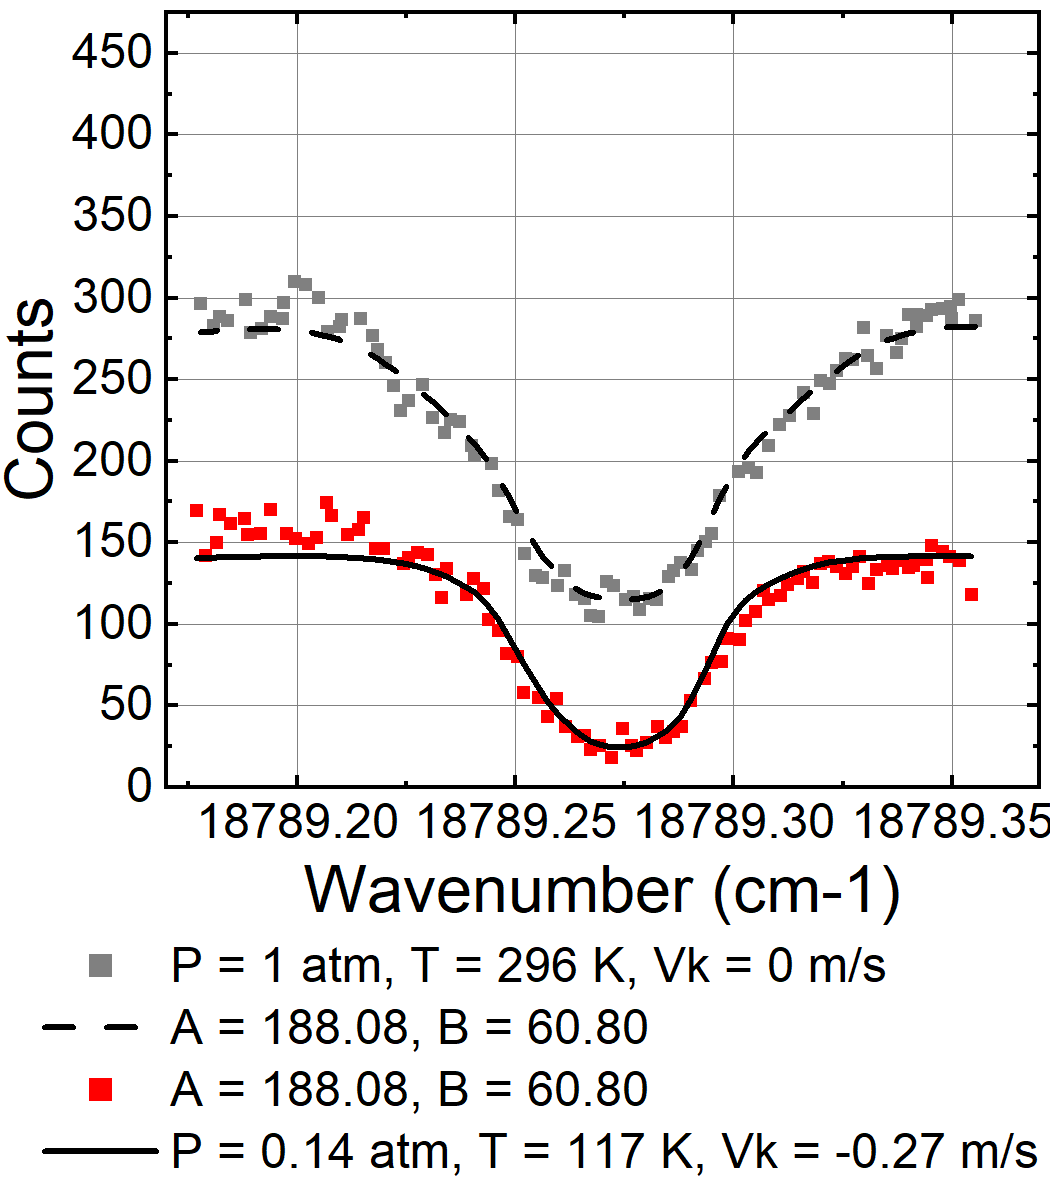 450
400
350
300
250
200
150
100
50
0
Counts
18789.20 18789.25 18789.30 18789.35
Wavenumber (cm-1)
P = 1 atm, T = 296 K, Vk = 0 m/s
A = 188.08, B = 60.80
A = 188.08, B = 60.80
P = 0.14 atm, T = 117 K, Vk = -0.27 m/s